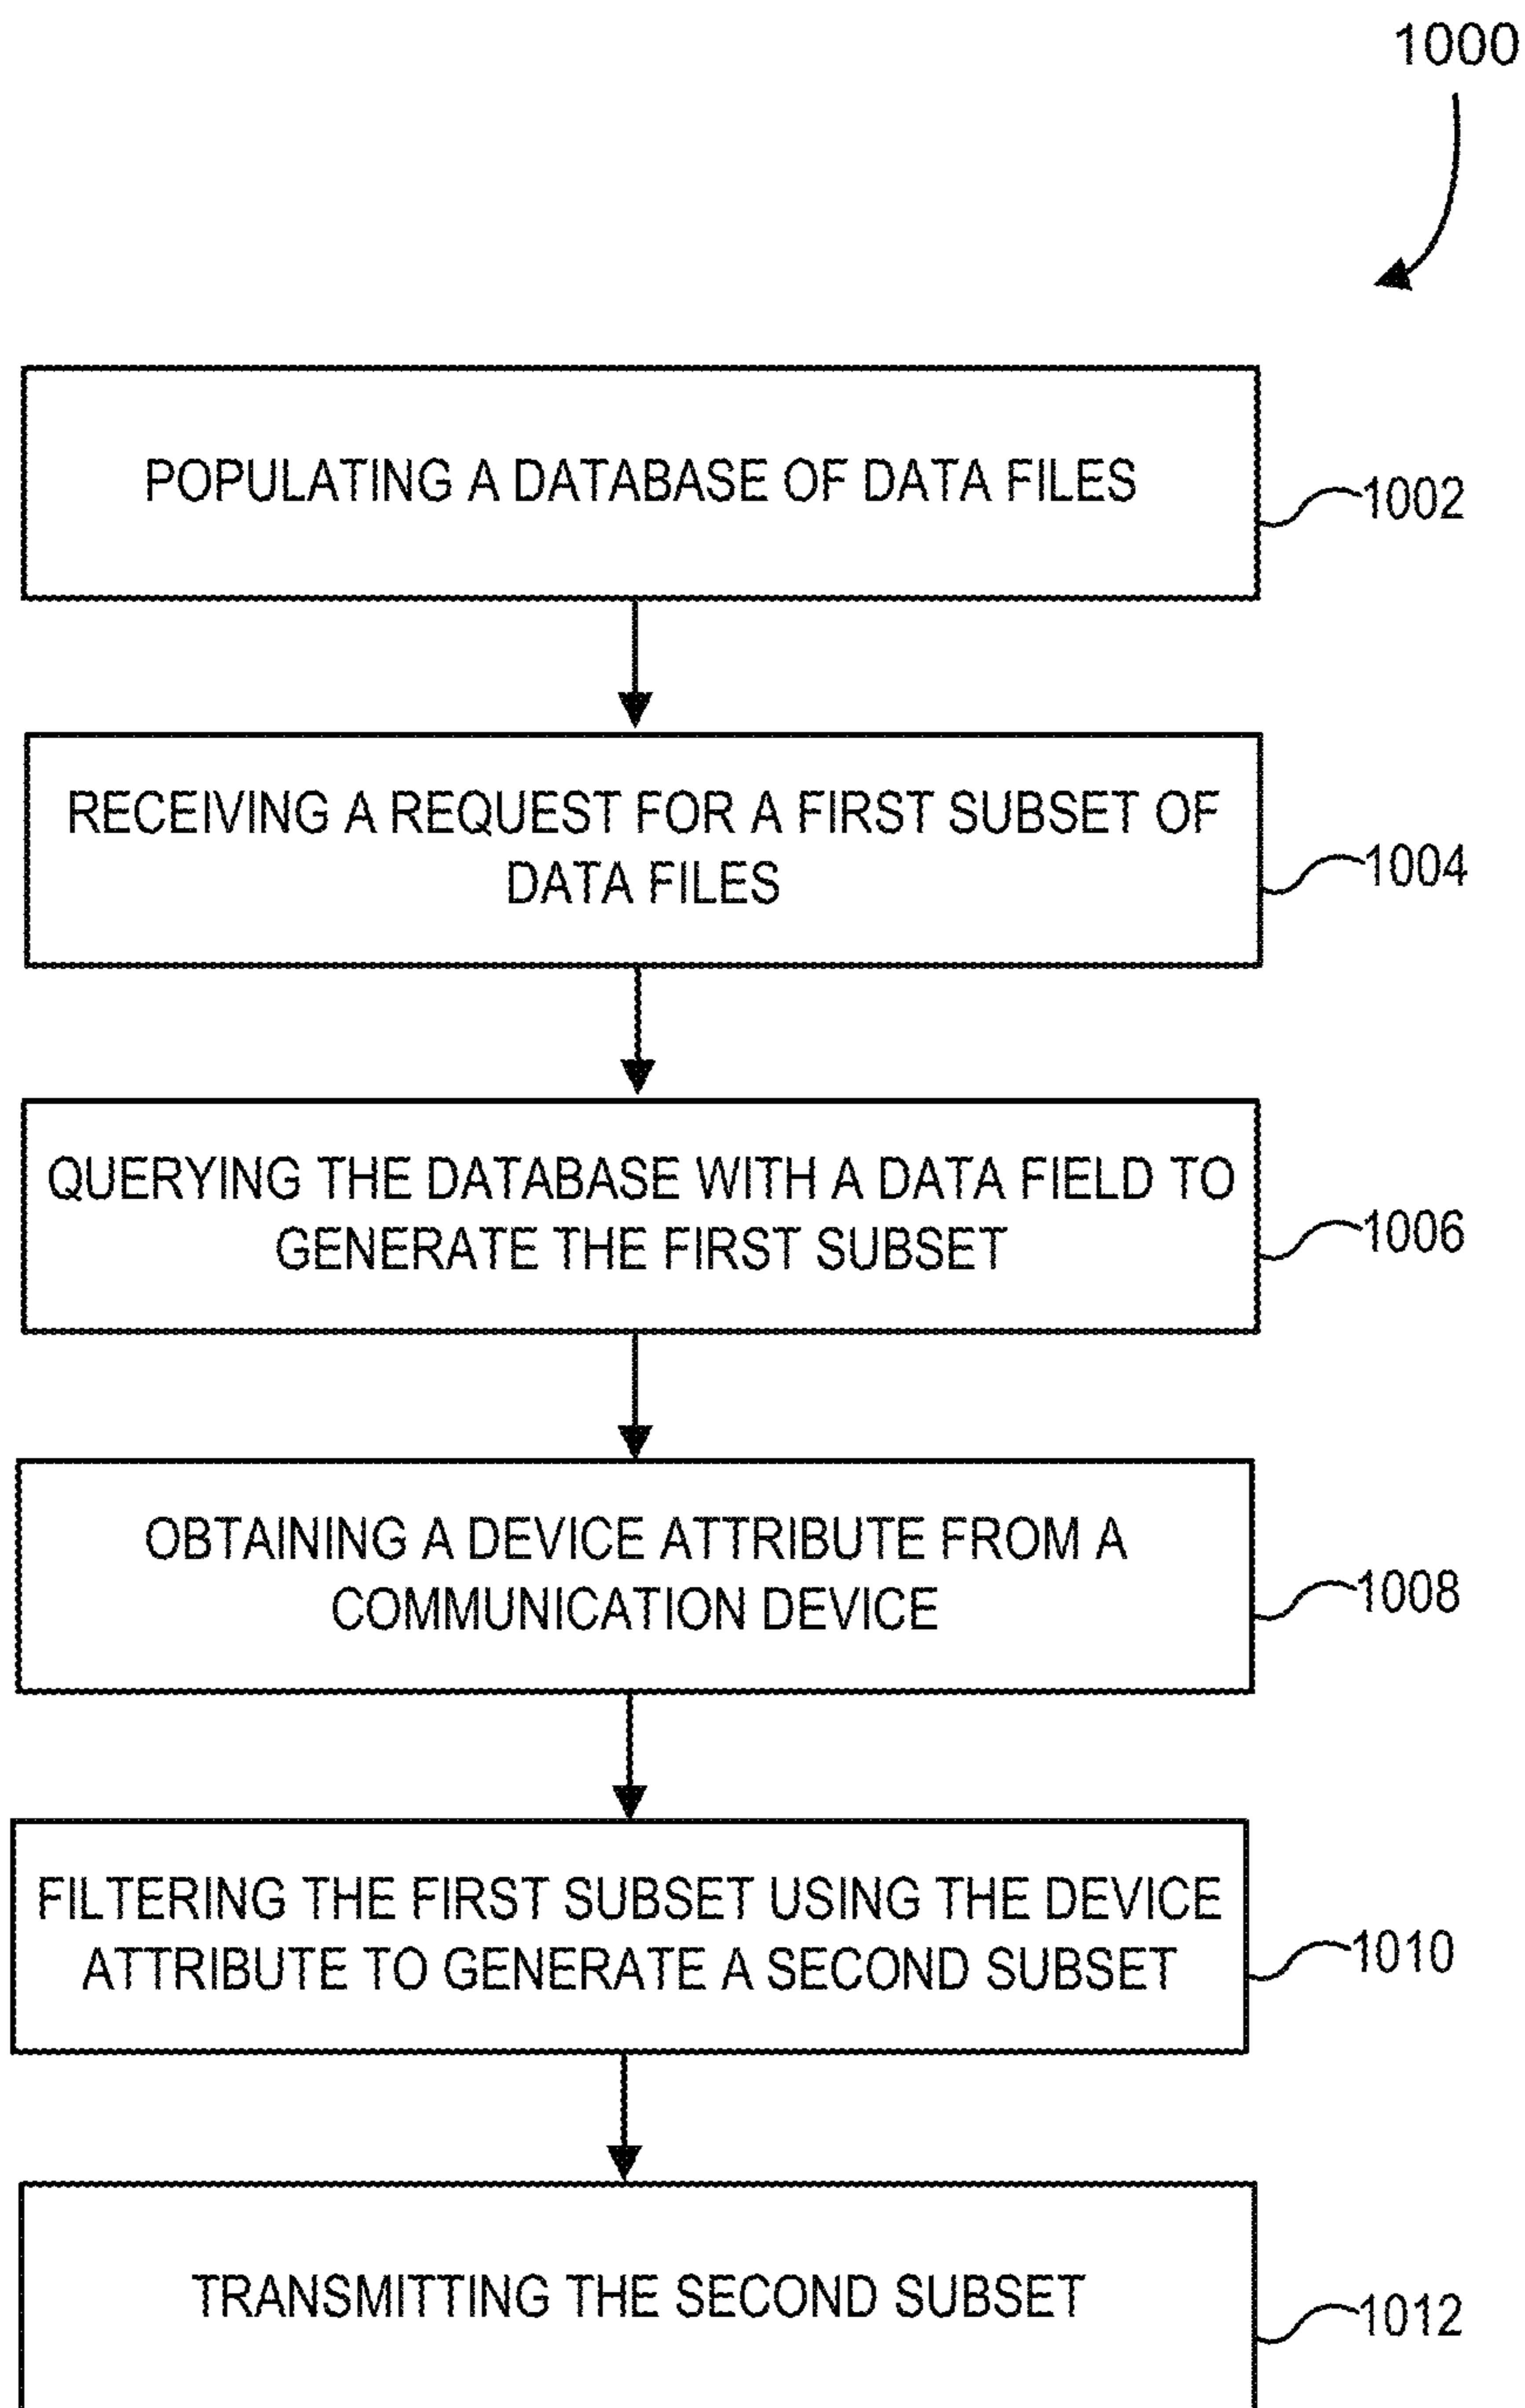 1000
POPULATING A DATABASE OF DATA FILES
1002
RECEIVING A REQUEST FOR A FIRST SUBSET OF
DATA FILES
1004
QUERYING THE DATABASE WITH A DATA FIELD TO
GENERATE THE FIRST SUBSET
1006
OBTAINING A DEVICE ATTRIBUTE FROM A
COMMUNICATION DEVICE
1008
FILTERING THE FIRST SUBSET USING THE DEVICE
ATTRIBUTE TO GENERATE A SECOND SUBSET
1010
TRANSMITTING THE SECOND SUBSET
1012